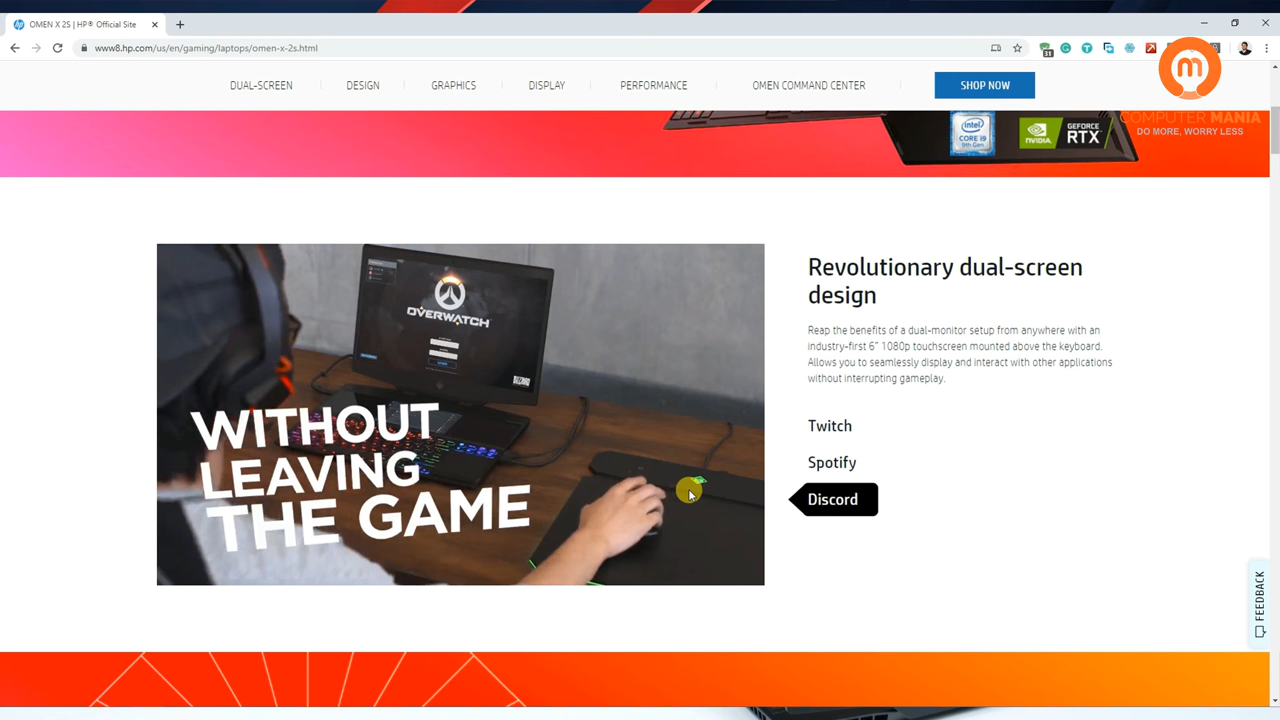 OMEN X 2S | HP® Official Site
www8.hp.com/us/en/gaming/laptops/omen-x-2s.html
31
DUAL-SCREEN
DESIGN
GRAPHICS
DISPLAY
PERFORMANCE
OMEN COMMAND CENTER
SHOP NOW
COMPUTER MANIA
DO MORE, WORRY LESS
intel
CORE i9
9th Gen
NVIDIA
GEFORCE
RTX
OVERWATCH
BLIZZARD
WITHOUT
LEAVING
THE GAME
Revolutionary dual-screen
design
Reap the benefits of a dual-monitor setup from anywhere with an
industry-first 6” 1080p touchscreen mounted above the keyboard.
Allows you to seamlessly display and interact with other applications
without interrupting gameplay.
Twitch
Spotify
Discord
FEEDBACK